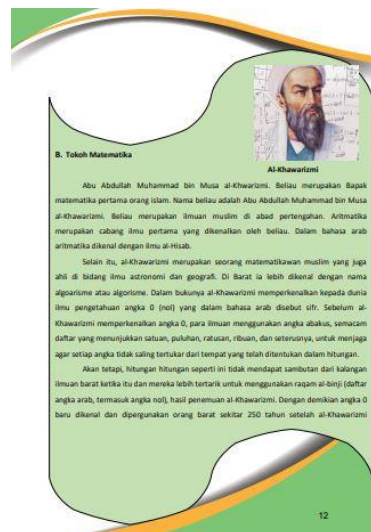 B. Tokoh Matematika
Al-Khawarizmi
Abu Abdullah Muhammad bin Musa al-Khwarizmi. Beliau merupakan Bapak
matematika pertama orang islam. Nama beliau adalah Abu Abdullah Muhammad bin Musa
al-Khawarizmi. Beliau merupakan ilmuan muslim di abad pertengahan. Aritmatika
merupakan cabang ilmu pertama yang dikenalkan oleh beliau. Dalam bahasa arab
aritmatika dikenal dengan ilmu al-Hisab.
Selain itu, al-Khawarizmi merupakan seorang matematikawan muslim yang juga
ahli di bidang ilmu astronomi dan geografi. Di Barat ia lebih dikenal dengan nama
algoarisme atau algorisme. Dalam bukunya al-Khawarizmi memperkenalkan kepada dunia
ilmu pengetahuan angka 0 (nol) yang dalam bahasa arab disebut sifr. Sebelum al-
Khawarizmi memperkenalkan angka 0, para ilmuan menggunakan angka abakus, semacam
daftar yang menunjukkan satuan, puluhan, ratusan, ribuan, dan seterusnya, untuk menjaga
agar setiap angka tidak saling tertukar dari tempat yang telah ditentukan dalam hitungan.
Akan tetapi, hitungan hitungan seperti ini tidak mendapat sambutan dari kalangan
ilmuan barat ketika itu dan mereka lebih tertarik untuk menggunakan raqam al-binji (daftar
angka arab, termasuk angka nol), hasil penemuan al-Khawarizmi. Dengan demikian angka 0
baru dikenal dan dipergunakan orang barat sekitar 250 tahun setelah al-Khawarizmi
12